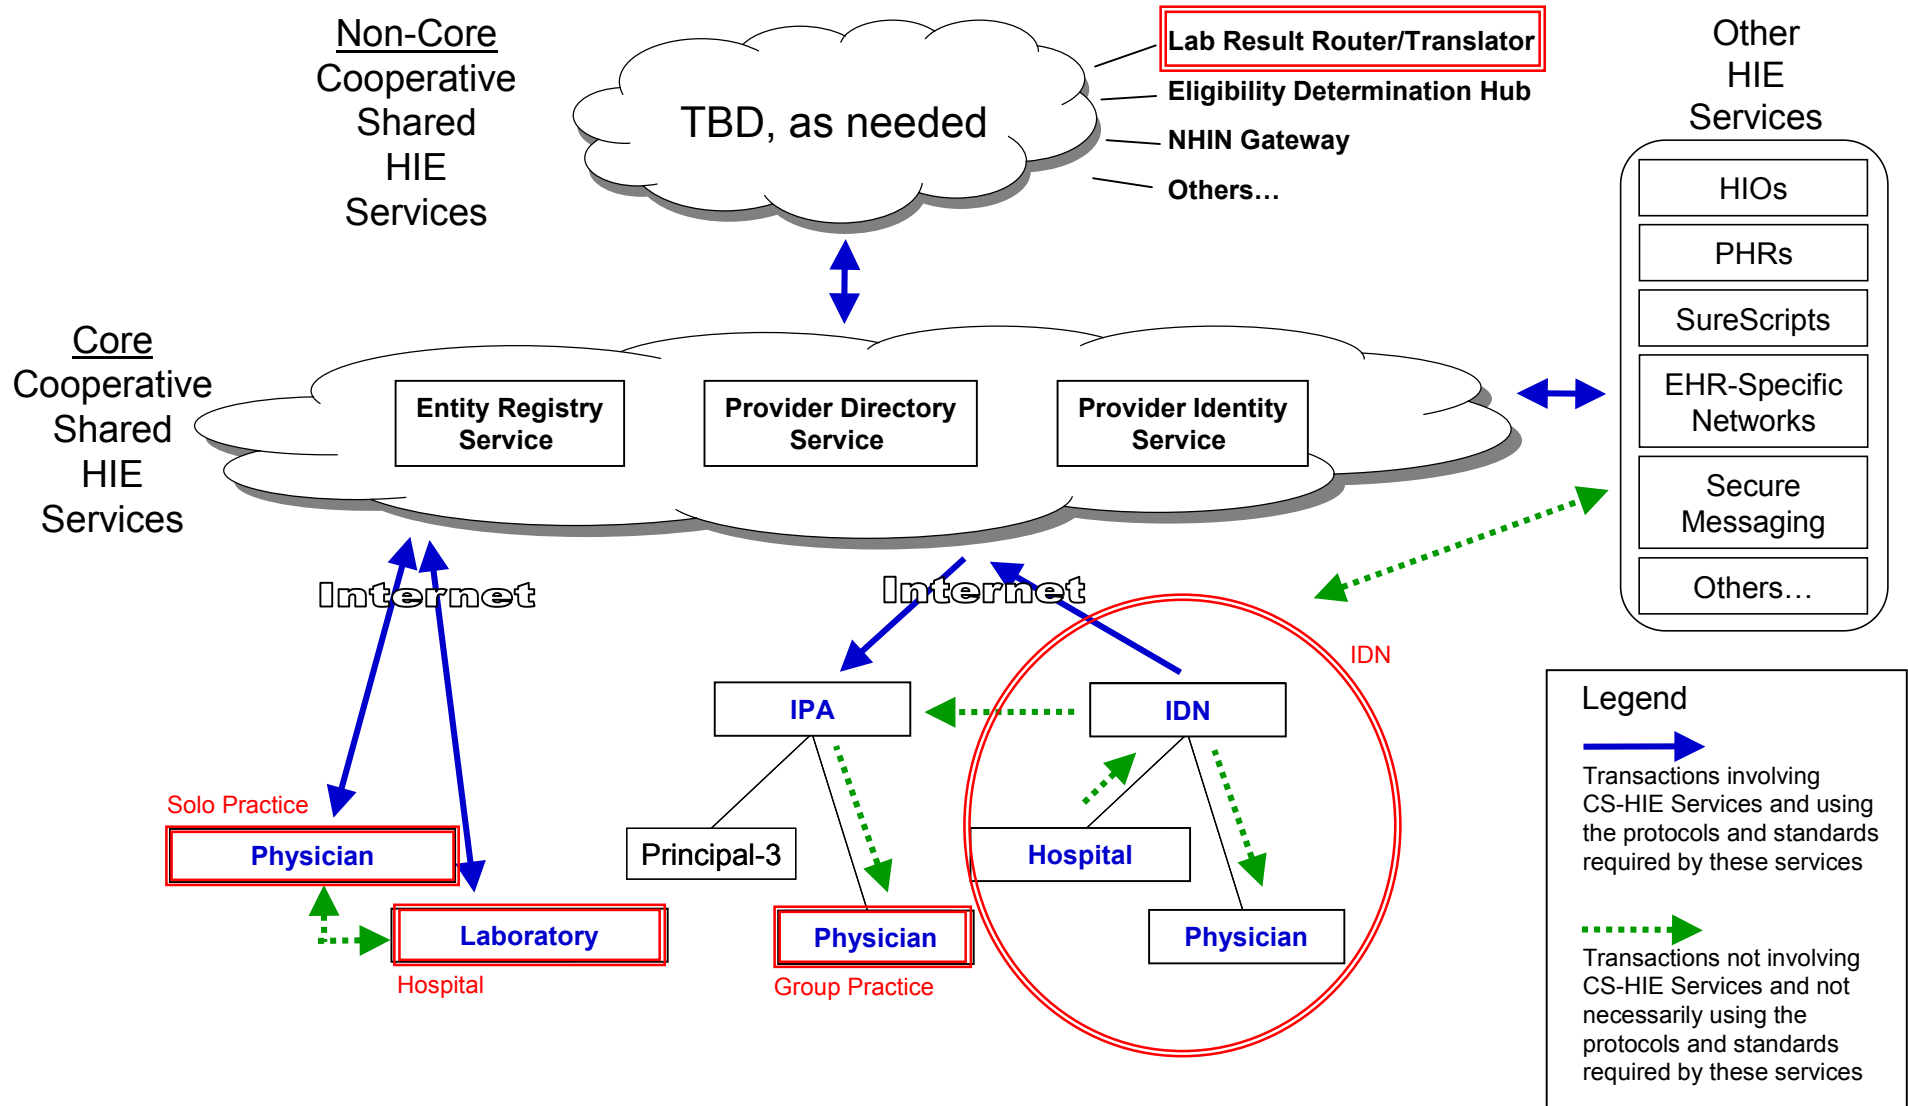 Non-Core
Cooperative
Shared
HIE
Services
TBD, as needed
Lab Result Router/Translator
Eligibility Determination Hub
NHIN Gateway
Others…
Other
HIE
Services
HIOs
PHRs
SureScripts
EHR-Specific
Networks
Secure
Messaging
Others…
Core
Cooperative
Shared
HIE
Services
Entity Registry
Service
Provider Directory
Service
Provider Identity
Service
Internet
Internet
IDN
IPA
IDN
Solo Practice
Physician
Principal-3
Hospital
Laboratory
Physician
Physician
Hospital
Group Practice
Legend
Transactions involving
CS-HIE Services and using
the protocols and standards
required by these services
Transactions not involving
CS-HIE Services and not
necessarily using the
protocols and standards
required by these services